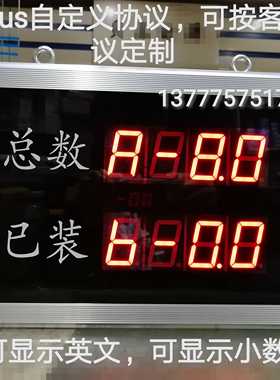 us自定义协议，可按客
议定制
1377757517
总数 A-8.0
已装 b-0.0
可显示英文，可显示小数